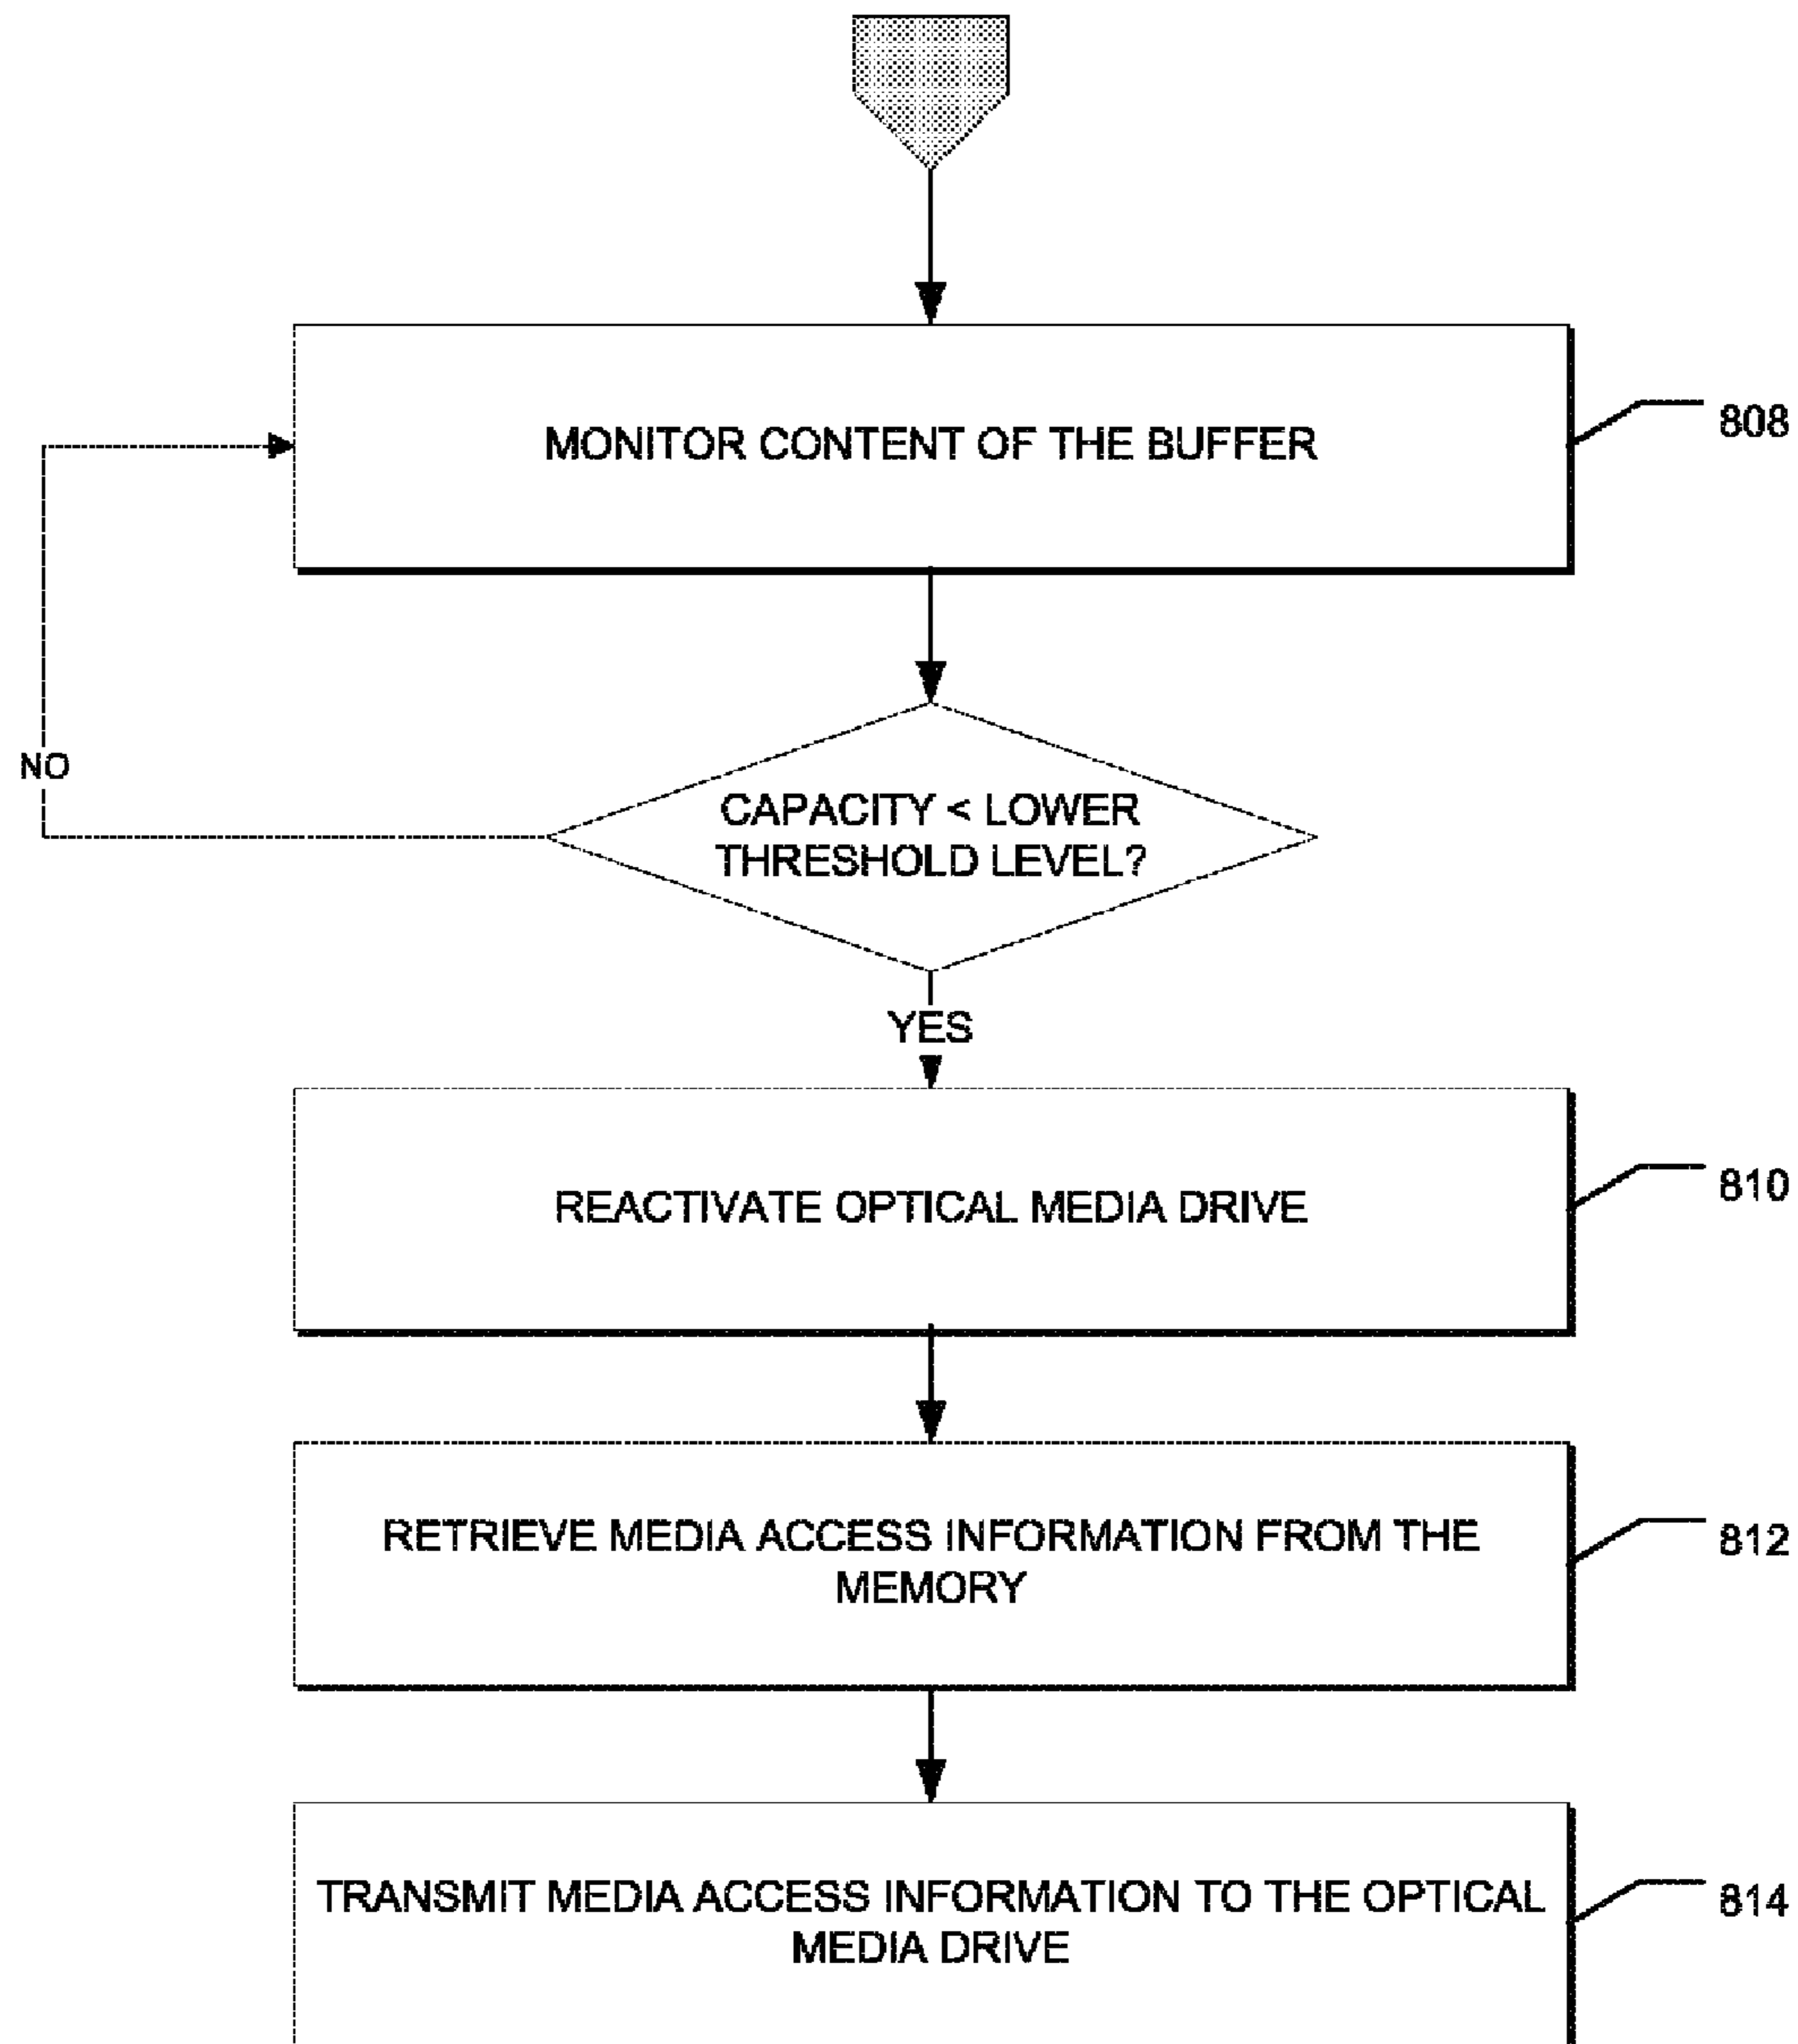 MONITOR CONTENT OF THE BUFFER
808
NO
CAPACITY < LOWER
THRESHOLD LEVEL?
YES
REACTIVATE OPTICAL MEDIA DRIVE
810
RETRIEVE MEDIA ACCESS INFORMATION FROM THE
MEMORY
812
TRANSMIT MEDIA ACCESS INFORMATION TO THE OPTICAL
MEDIA DRIVE
814